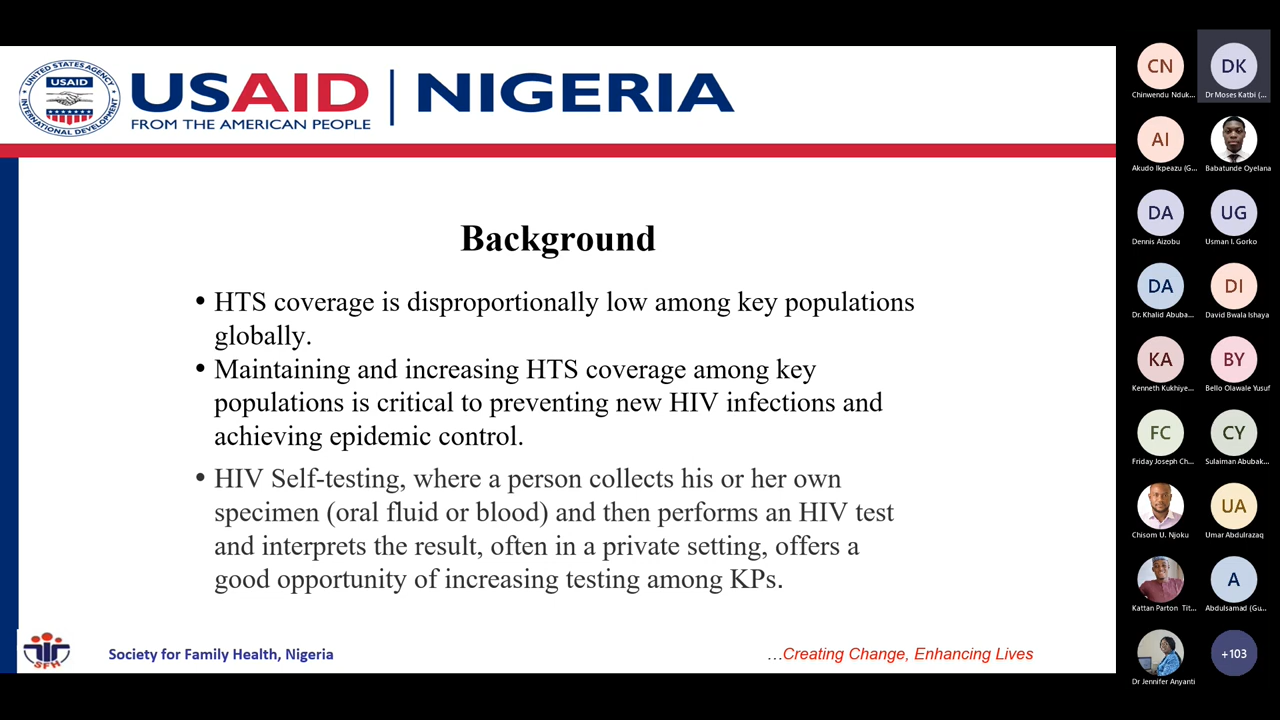 UNITED STATES AGENCY
USAID
INTERNATIONAL DEVELOPMENT
USAID | NIGERIA
FROM THE AMERICAN PEOPLE
Background
• HTS coverage is disproportionally low among key populations
globally.
• Maintaining and increasing HTS coverage among key
populations is critical to preventing new HIV infections and
achieving epidemic control.
• HIV Self-testing, where a person collects his or her own
specimen (oral fluid or blood) and then performs an HIV test
and interprets the result, often in a private setting, offers a
good opportunity of increasing testing among KPs.
SFH
Society for Family Health, Nigeria
...Creating Change, Enhancing Lives
CN
Chinwendu Nduk...
DK
Dr Moses Katbi (...
AI
Akudo Ikpeazu (G...
Babatunde Oyelana
DA
Dennis Aizobu
UG
Usman I. Gorko
DA
Dr. Khalid Abuba...
DI
David Bwala Ishaya
KA
Kenneth Kukhiye...
BY
Bello Olawale Yusuf
FC
Friday Joseph Ch...
CY
Sulaiman Abubak...
Chisom U. Njoku
UA
Umar Abdulrazaq
Kattan Parton Tit...
A
Abdulsamad (Gu...
Dr Jennifer Anyanti
+103